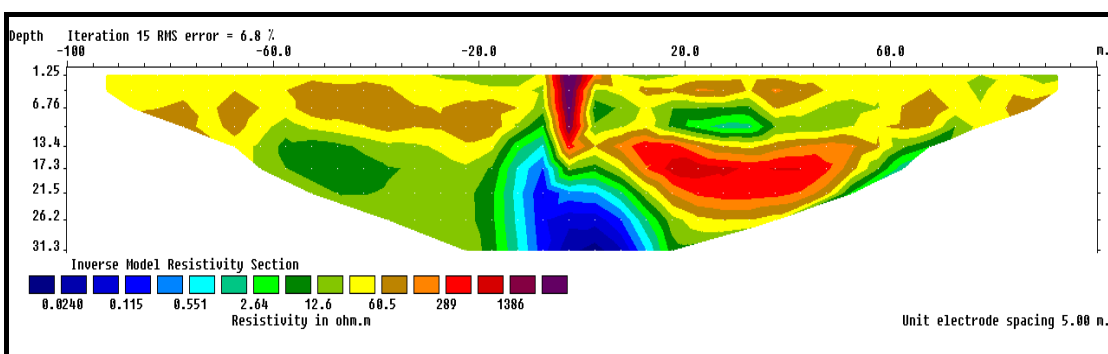 Depth Iteration 15 RMS error = 6.8 %
-100 -60.0 -20.0 20.0 60.0 m.
1.25
6.76
13.4
17.3
21.5
26.2
31.3
Inverse Model Resistivity Section
0.0240 0.115 0.551 2.64 12.6 60.5 289 1386
Resistivity in ohm.m
Unit electrode spacing 5.00 m.